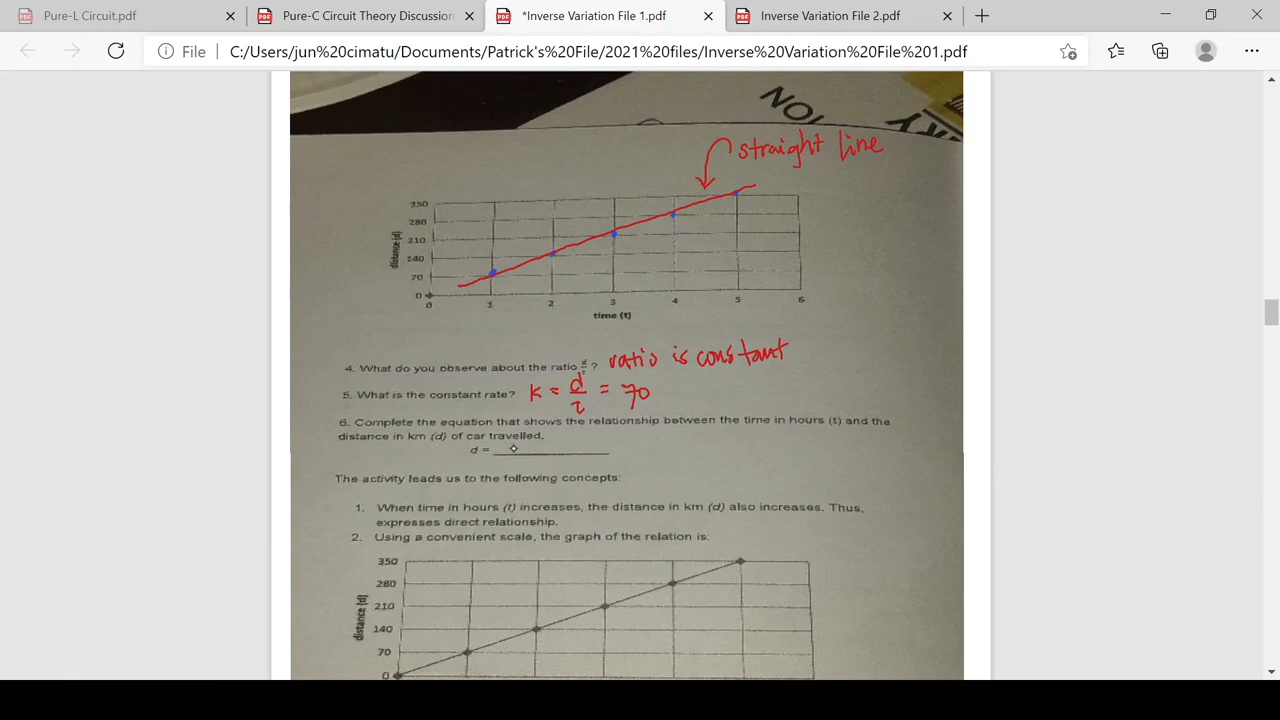 Pure-L Circuit.pdf
Pure-C Circuit Theory Discussion
*Inverse Variation File 1.pdf
Inverse Variation File 2.pdf
File
C:/Users/jun%20cimatu/Documents/Patrick's%20File/2021%20files/Inverse%20Variation%20File%201.pdf
ION
RY
straight line
350
280
210
240
70
0
distance (d)
0 1 2 3 4 5 6
time (t)
4. What do you observe about the ratio d/t ? ratio is constant
5. What is the constant rate? K = d/t = 70
6. Complete the equation that shows the relationship between the time in hours (t) and the
distance in km (d) of car travelled.
d = ____________
The activity leads us to the following concepts:
1. When time in hours (t) increases, the distance in km (d) also increases. Thus,
expresses direct relationship.
2. Using a convenient scale, the graph of the relation is:
350
280
210
140
70
0
distance (d)